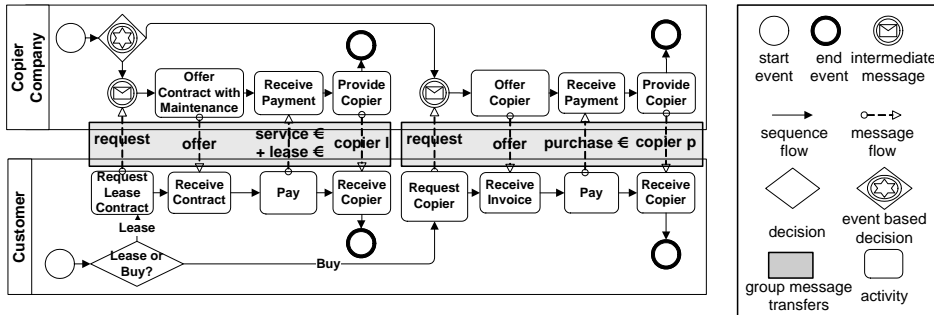 Copier
Company
Offer
Contract with
Maintenance
Receive
Payment
Provide
Copier
Offer
Copier
Receive
Payment
Provide
Copier
request
offer
service €
+ lease €
copier l
request
offer
purchase €
copier p
Customer
Request
Lease
Contract
Receive
Contract
Pay
Receive
Copier
Request
Copier
Receive
Invoice
Pay
Receive
Copier
Lease
Lease or
Buy?
Buy
start
event
end
event
intermediate
message
sequence
flow
message
flow
decision
event based
decision
group message
transfers
activity